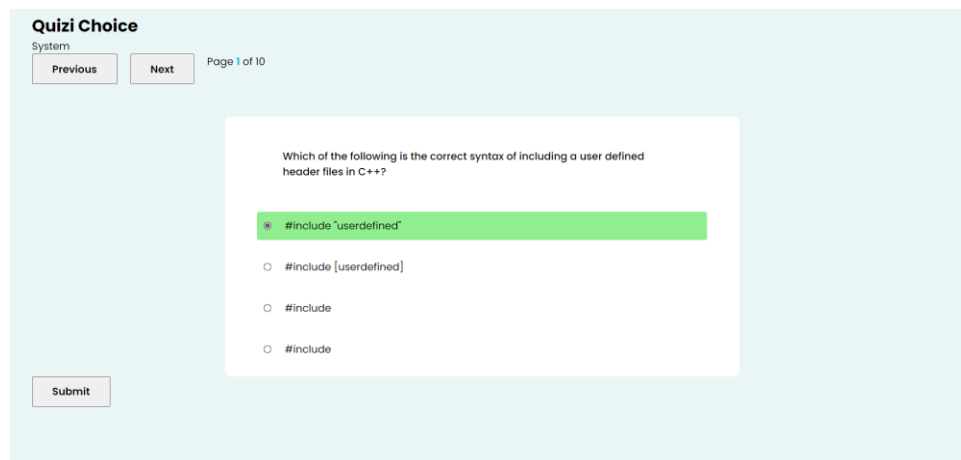 Quizi Choice
System
Previous
Next
Page 1 of 10
Which of the following is the correct syntax of including a user defined
header files in C++?
#include "userdefined"
#include [userdefined]
#include
#include
Submit